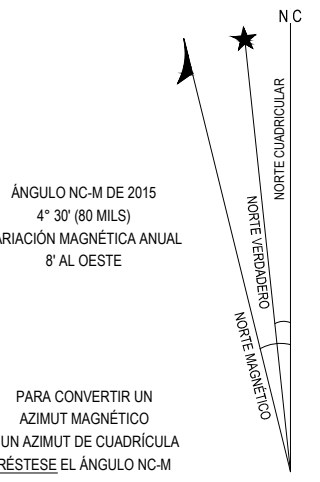 N C
NORTE CUADRICULAR
NORTE VERDADERO
NORTE MAGNÉTICO
ÁNGULO NC-M DE 2015
4° 30' (80 MILS)
ARIACIÓN MAGNÉTICA ANUAL
8' AL OESTE
PARA CONVERTIR UN
AZIMUT MAGNÉTICO
UN AZIMUT DE CUADRÍCULA
RÉSTESE EL ÁNGULO NC-M